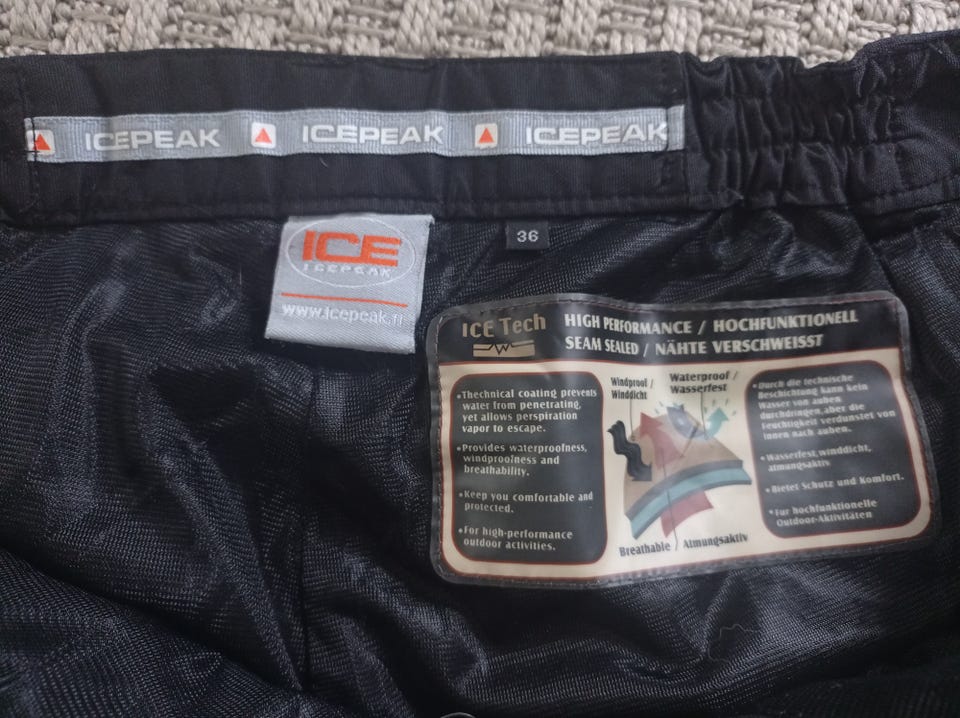 ICEPEAK ICEPEAK ICEPEAK
ICE
ICEPEAK
www.icepeak.fi
36
ICE Tech
HIGH PERFORMANCE / HOCHFUNKTIONELL
SEAM SEALED / NÄHTE VERSCHWEISST
•Thechnical coating prevents
water from penetrating,
yet allows perspiration
vapor to escape.
•Provides waterproofness,
windproofness and
breathability.
•Keep you comfortable and
protected.
•For high-performance
outdoor activities.
Windproof /
Winddicht
Waterproof /
Wasserfest
Breathable / Atmungsaktiv
•Durch die technische
Beschichtung kann kein
Wasser von außen
durchdringen, aber die
Feuchtigkeit verdunstet von
innen nach außen.
•Wasserfest, winddicht,
atmungsaktiv
•Bietet Schutz und Komfort.
•Für hochfunktionelle
Outdoor-Aktivitäten